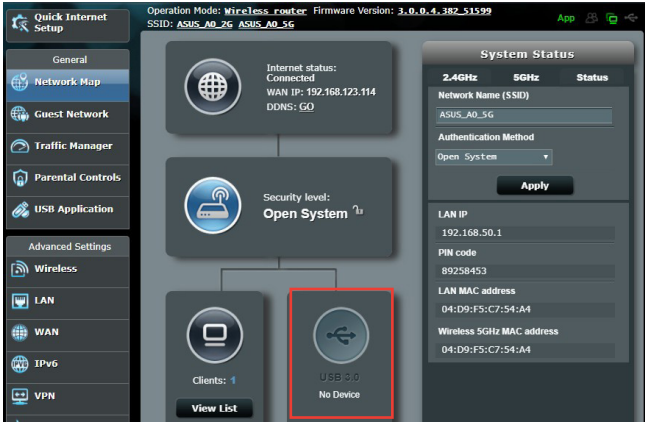 Quick Internet
Setup
Operation Mode: Wireless router Firmware Version: 3.0.0.4.382_51599
SSID: ASUS_A0_2G ASUS_A0_5G
App
General
Network Map
Guest Network
Traffic Manager
Parental Controls
USB Application
Advanced Settings
Wireless
LAN
WAN
IPv6
VPN
Internet status:
Connected
WAN IP: 192.168.123.114
DDNS: GO
Security level:
Open System
Clients: 1
View List
USB 3.0
No Device
System Status
2.4GHz 5GHz Status
Network Name (SSID)
ASUS_A0_5G
Authentication Method
Open System
Apply
LAN IP
192.168.50.1
PIN code
89258453
LAN MAC address
04:D9:F5:C7:54:A4
Wireless 5GHz MAC address
04:D9:F5:C7:54:A4